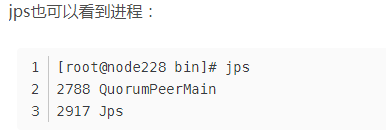 jps也可以看到进程：
1 [root@node228 bin]# jps
2 2788 QuorumPeerMain
3 2917 Jps